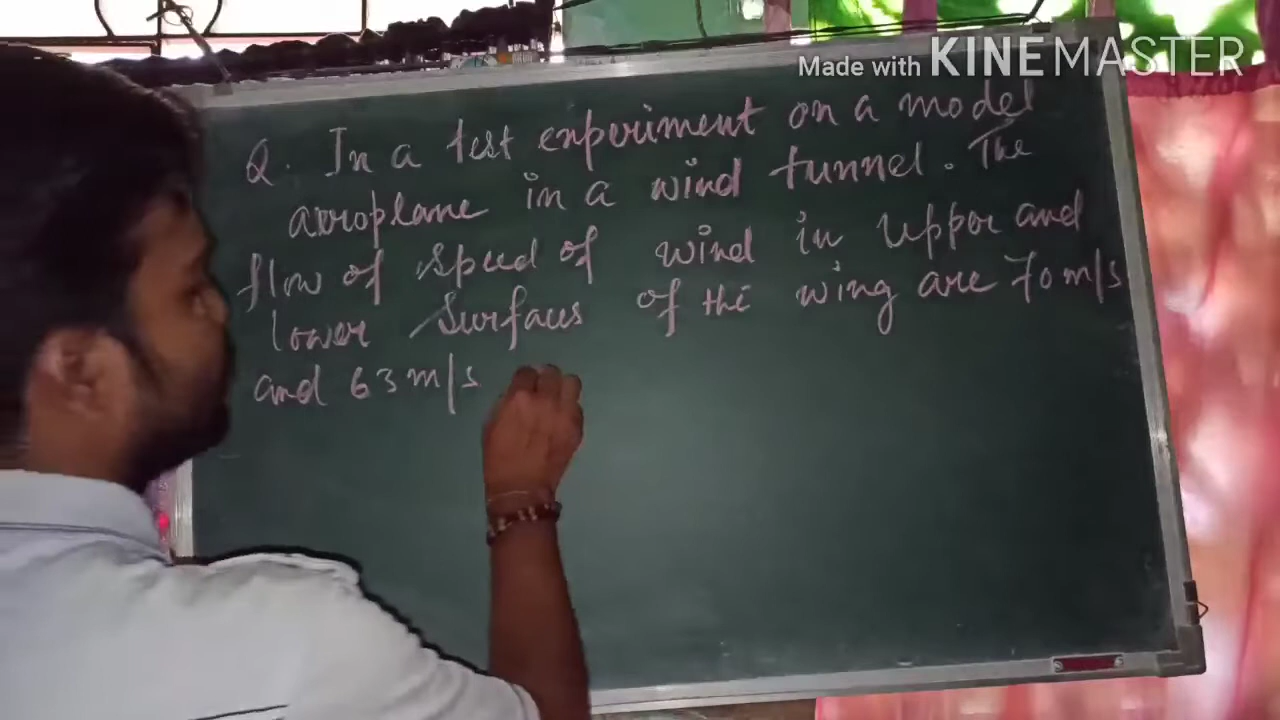 Made with KINEMASTER
Q. In a test experiment on a model
aeroplane in a wind tunnel. The
flow of speed of wind in upper and
lower surfaces of the wing are 70 m/s
and 63 m/s